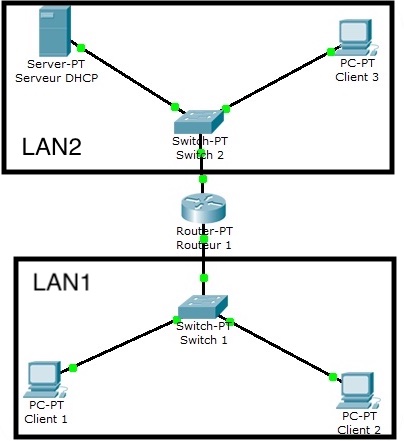 Server-PT
Serveur DHCP
PC-PT
Client 3
Switch-PT
Switch 2
LAN2
Router-PT
Routeur 1
LAN1
Switch-PT
Switch 1
PC-PT
Client 1
PC-PT
Client 2